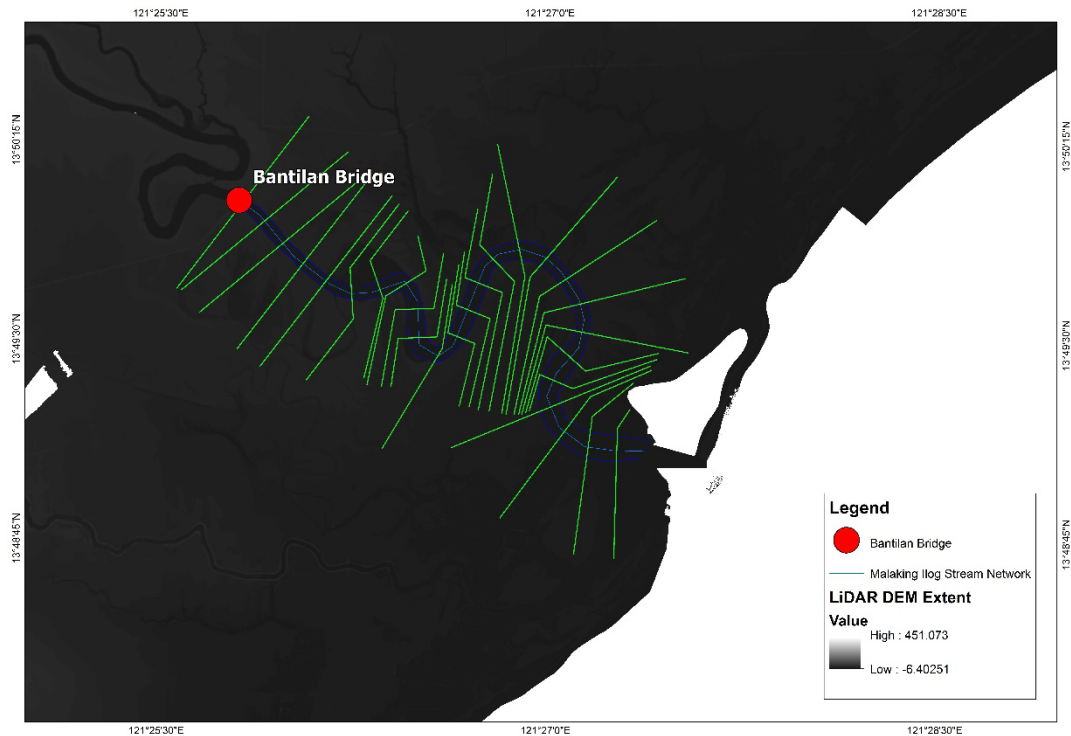 121°25'30"E
121°27'0"E
121°28'30"E
13°50'15"N
13°50'15"N
Bantilan Bridge
13°49'30"N
13°49'30"N
13°48'45"N
13°48'45"N
Legend
Bantilan Bridge
Malaking Ilog Stream Network
LiDAR DEM Extent
Value
High : 451.073
Low : -6.40251
121°25'30"E
121°27'0"E
121°28'30"E